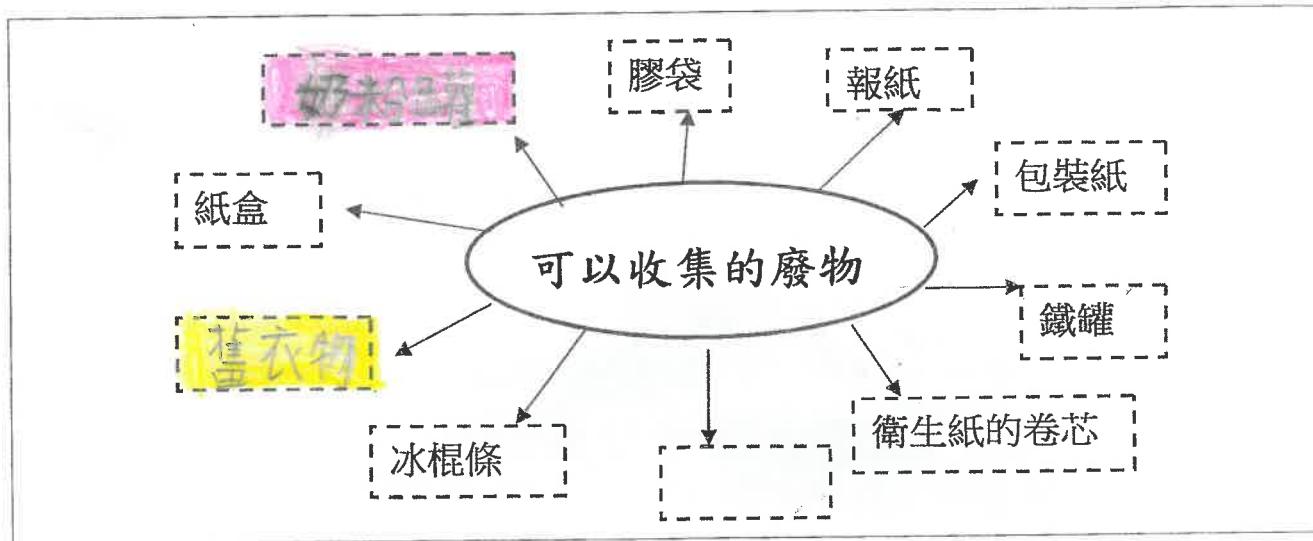 膠袋
報紙
奶粉罐
包裝紙
紙盒
可以收集的廢物
鐵罐
舊衣物
衛生紙的卷芯
冰棍條